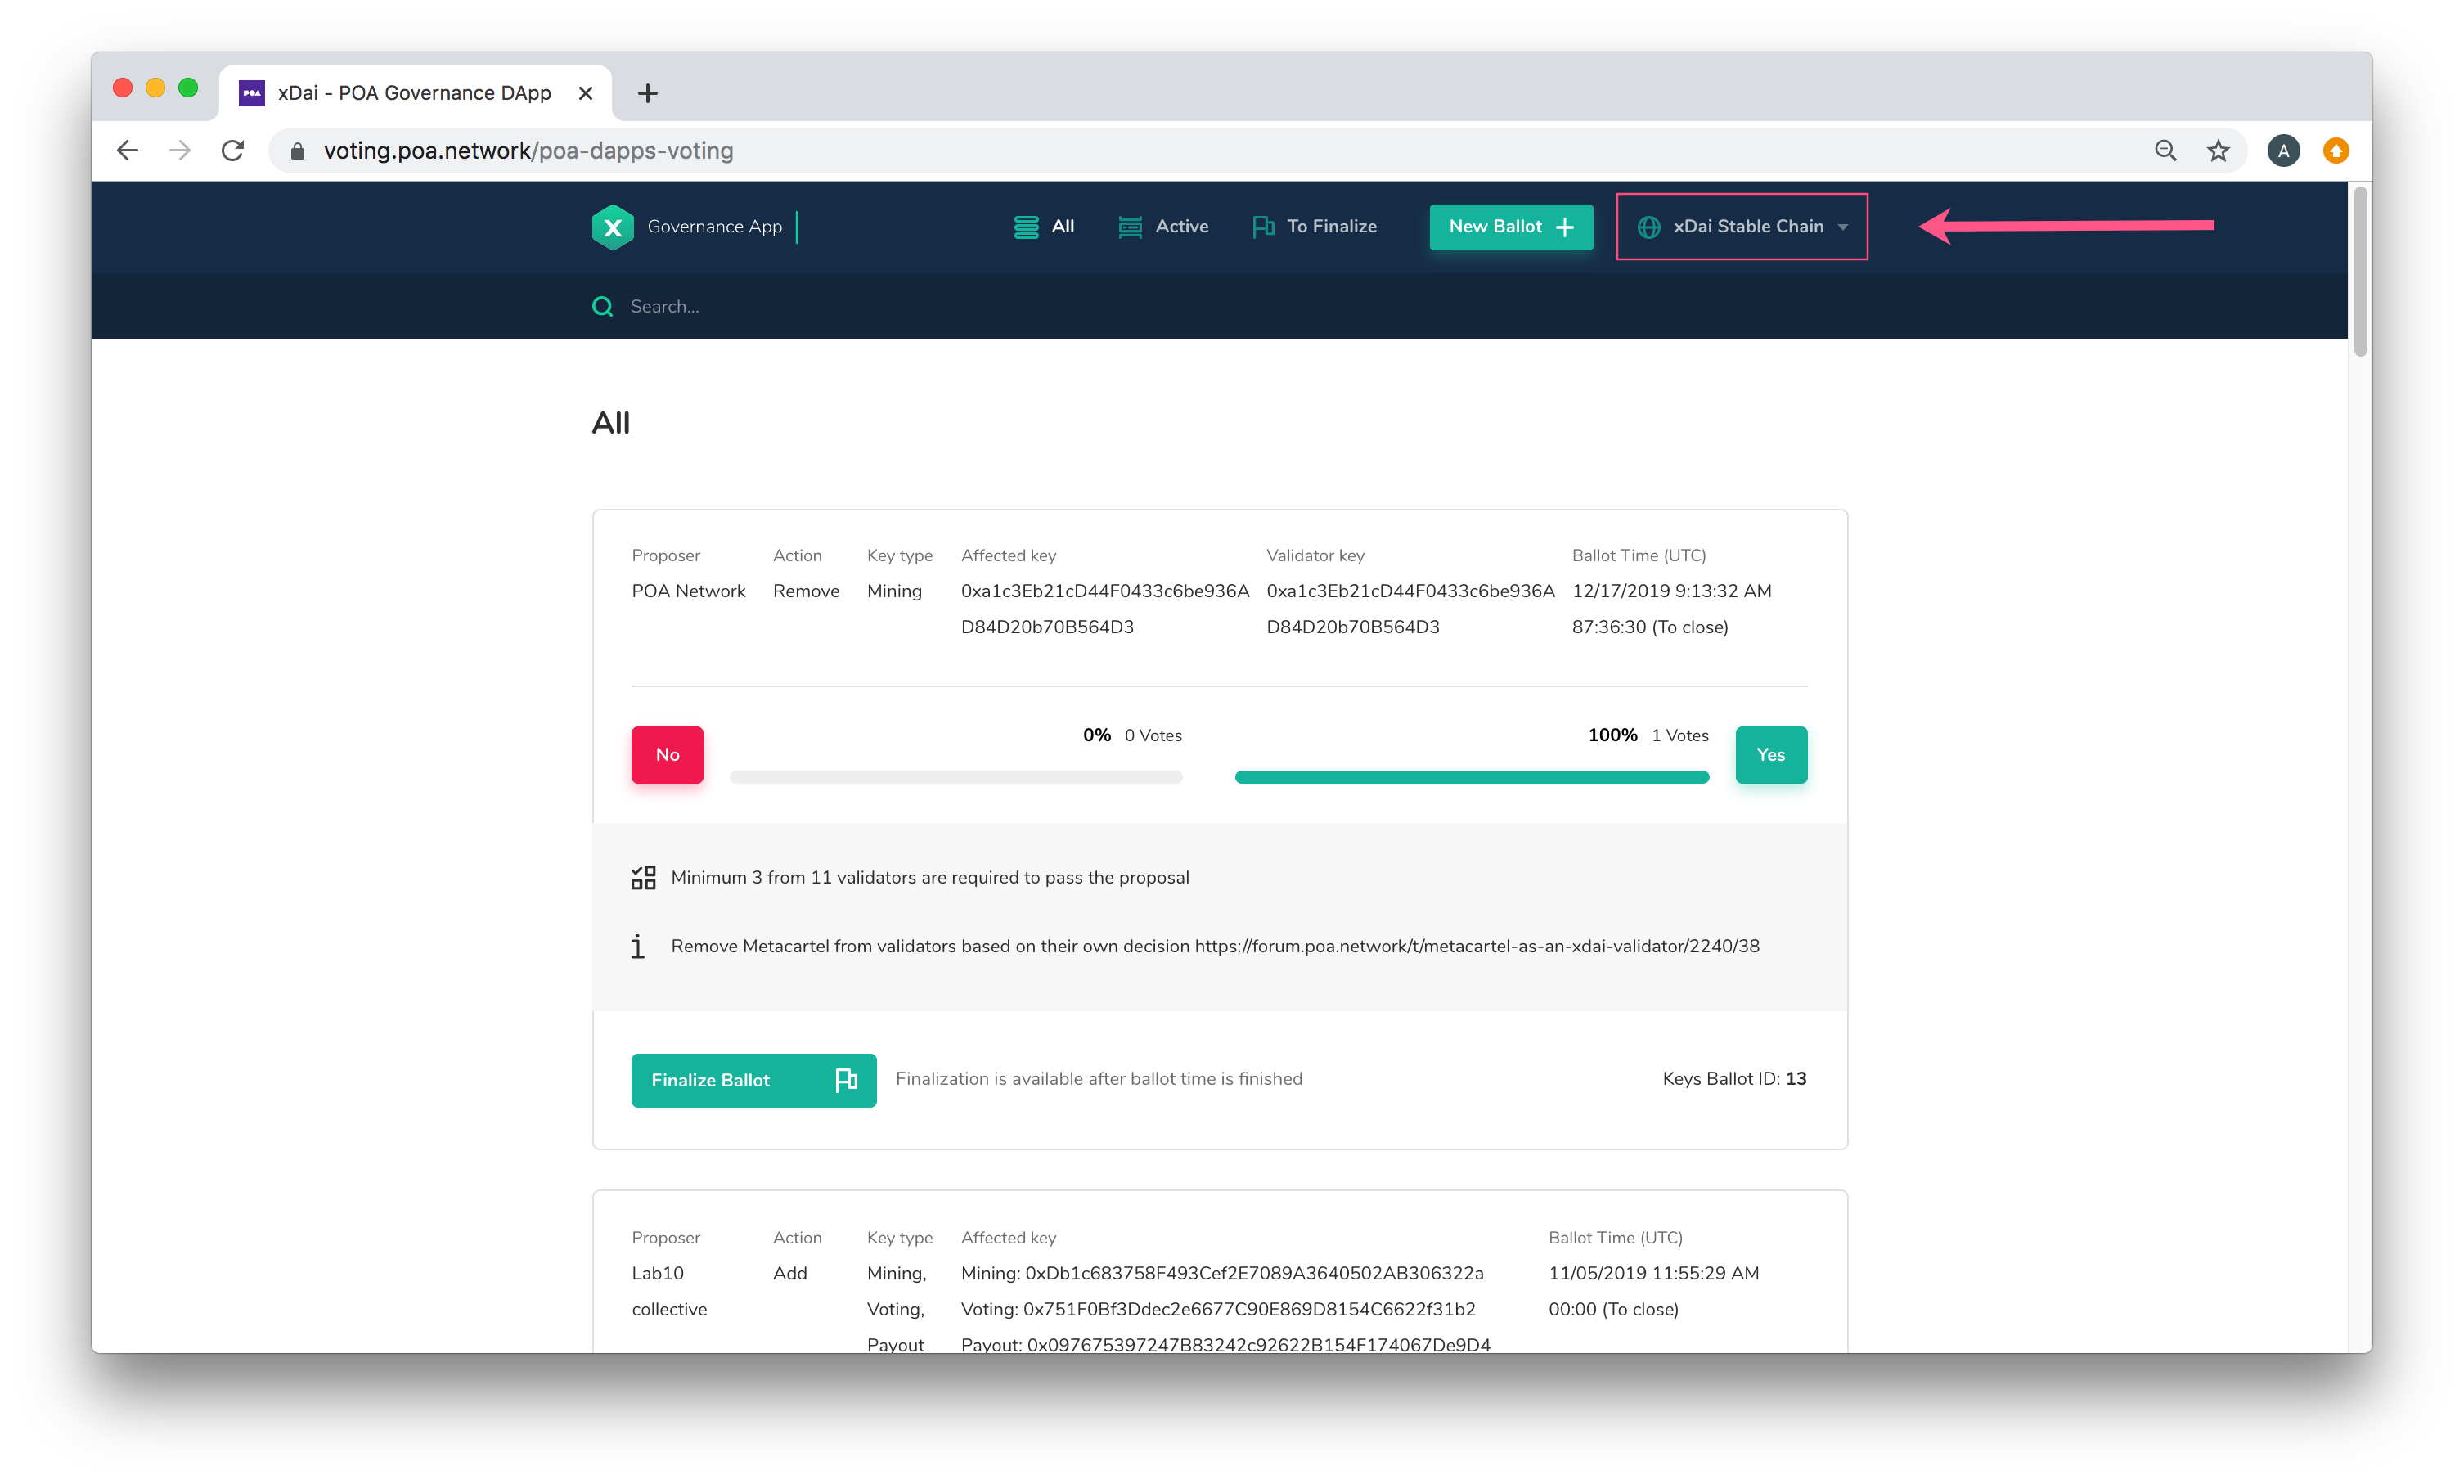 POA xDai - POA Governance DApp
voting.poa.network/poa-dapps-voting
A
X Governance App All Active To Finalize New Ballot + xDai Stable Chain
Search...
All
Proposer Action Key type Affected key Validator key Ballot Time (UTC)
POA Network Remove Mining 0xa1c3Eb21cD44F0433c6be936A 0xa1c3Eb21cD44F0433c6be936A 12/17/2019 9:13:32 AM
D84D20b70B564D3 D84D20b70B564D3 87:36:30 (To close)
No 0% 0 Votes 100% 1 Votes Yes
Minimum 3 from 11 validators are required to pass the proposal
Remove Metacartel from validators based on their own decision https://forum.poa.network/t/metacartel-as-an-xdai-validator/2240/38
Finalize Ballot Finalization is available after ballot time is finished Keys Ballot ID: 13
Proposer Action Key type Affected key Ballot Time (UTC)
Lab10 Add Mining, Mining: 0xDb1c683758F493Cef2E7089A3640502AB306322a 11/05/2019 11:55:29 AM
collective Voting, Voting: 0x751F0Bf3Ddec2e6677C90E869D8154C6622f31b2 00:00 (To close)
Payout Payout: 0x097675397247B83242c92622B154F174067De9D4